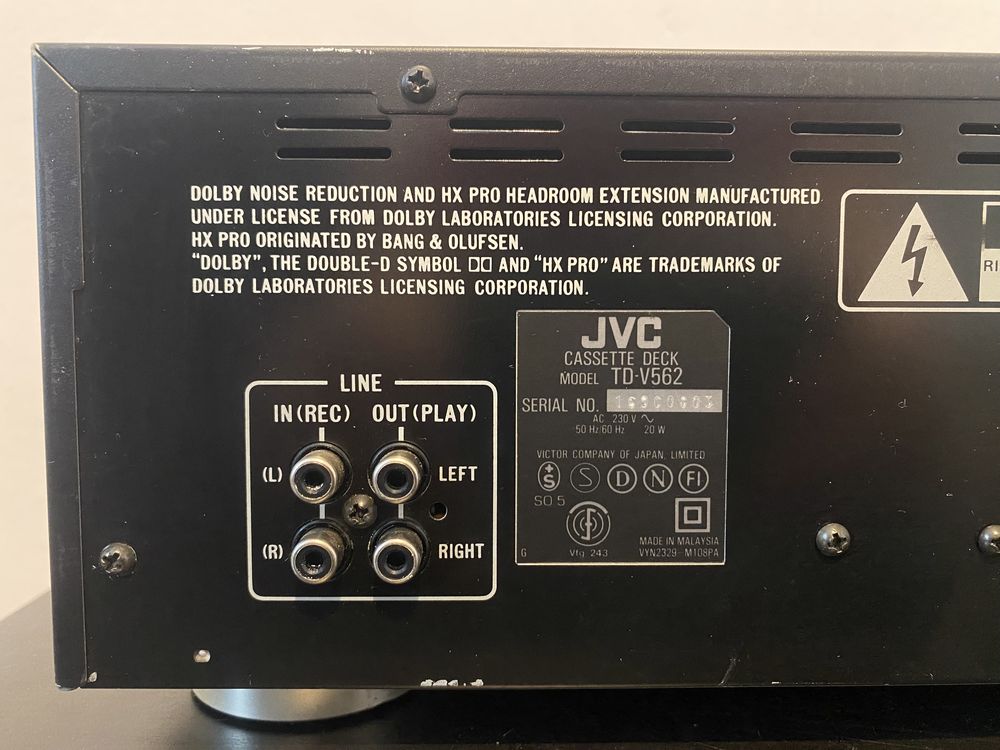 DOLBY NOISE REDUCTION AND HX PRO HEADROOM EXTENSION MANUFACTURED
UNDER LICENSE FROM DOLBY LABORATORIES LICENSING CORPORATION.
HX PRO ORIGINATED BY BANG & OLUFSEN.
"DOLBY", THE DOUBLE-D SYMBOL AND "HX PRO" ARE TRADEMARKS OF
DOLBY LABORATORIES LICENSING CORPORATION.
RI
LINE
IN (REC) OUT (PLAY)
(L) LEFT
(R) RIGHT
JVC
CASSETTE DECK
MODEL TD-V562
SERIAL NO.
AC 230 V ~
50 Hz/60 Hz 20 W
VICTOR COMPANY OF JAPAN, LIMITED
S S D N FI
SO 5
MADE IN MALAYSIA
G Vfg 243 VYN2329-M108PA